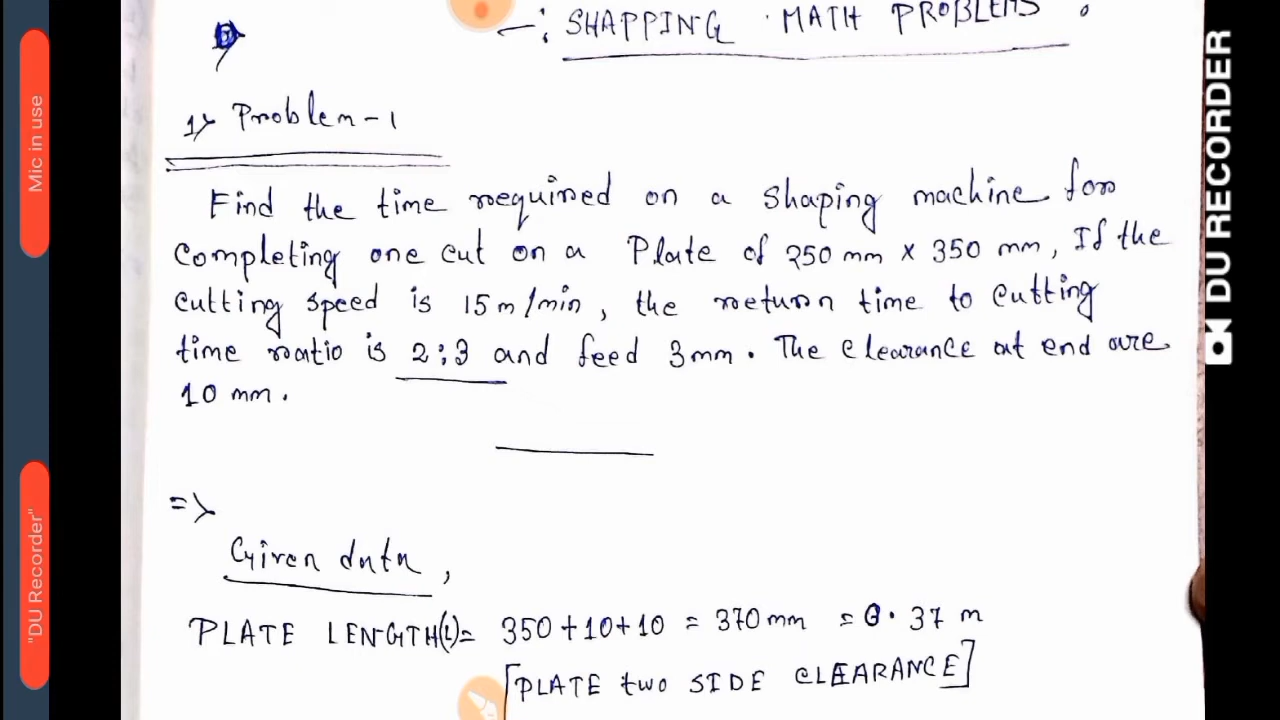 -: SHAPPING MATH PROBLEMS .
1> Problem-1
Find the time required on a shaping machine for
completing one cut on a Plate of 250 mm x 350 mm, If the
cutting speed is 15m/min, the return time to cutting
time ratio is 2:3 and feed 3mm. The clearance at end are
10 mm.
=>
Given data,
PLATE LENGTH(L)= 350+10+10 = 370mm = 0.37 m
[PLATE two SIDE CLEARANCE]
Mic in use
"DU Recorder"
DU RECORDER